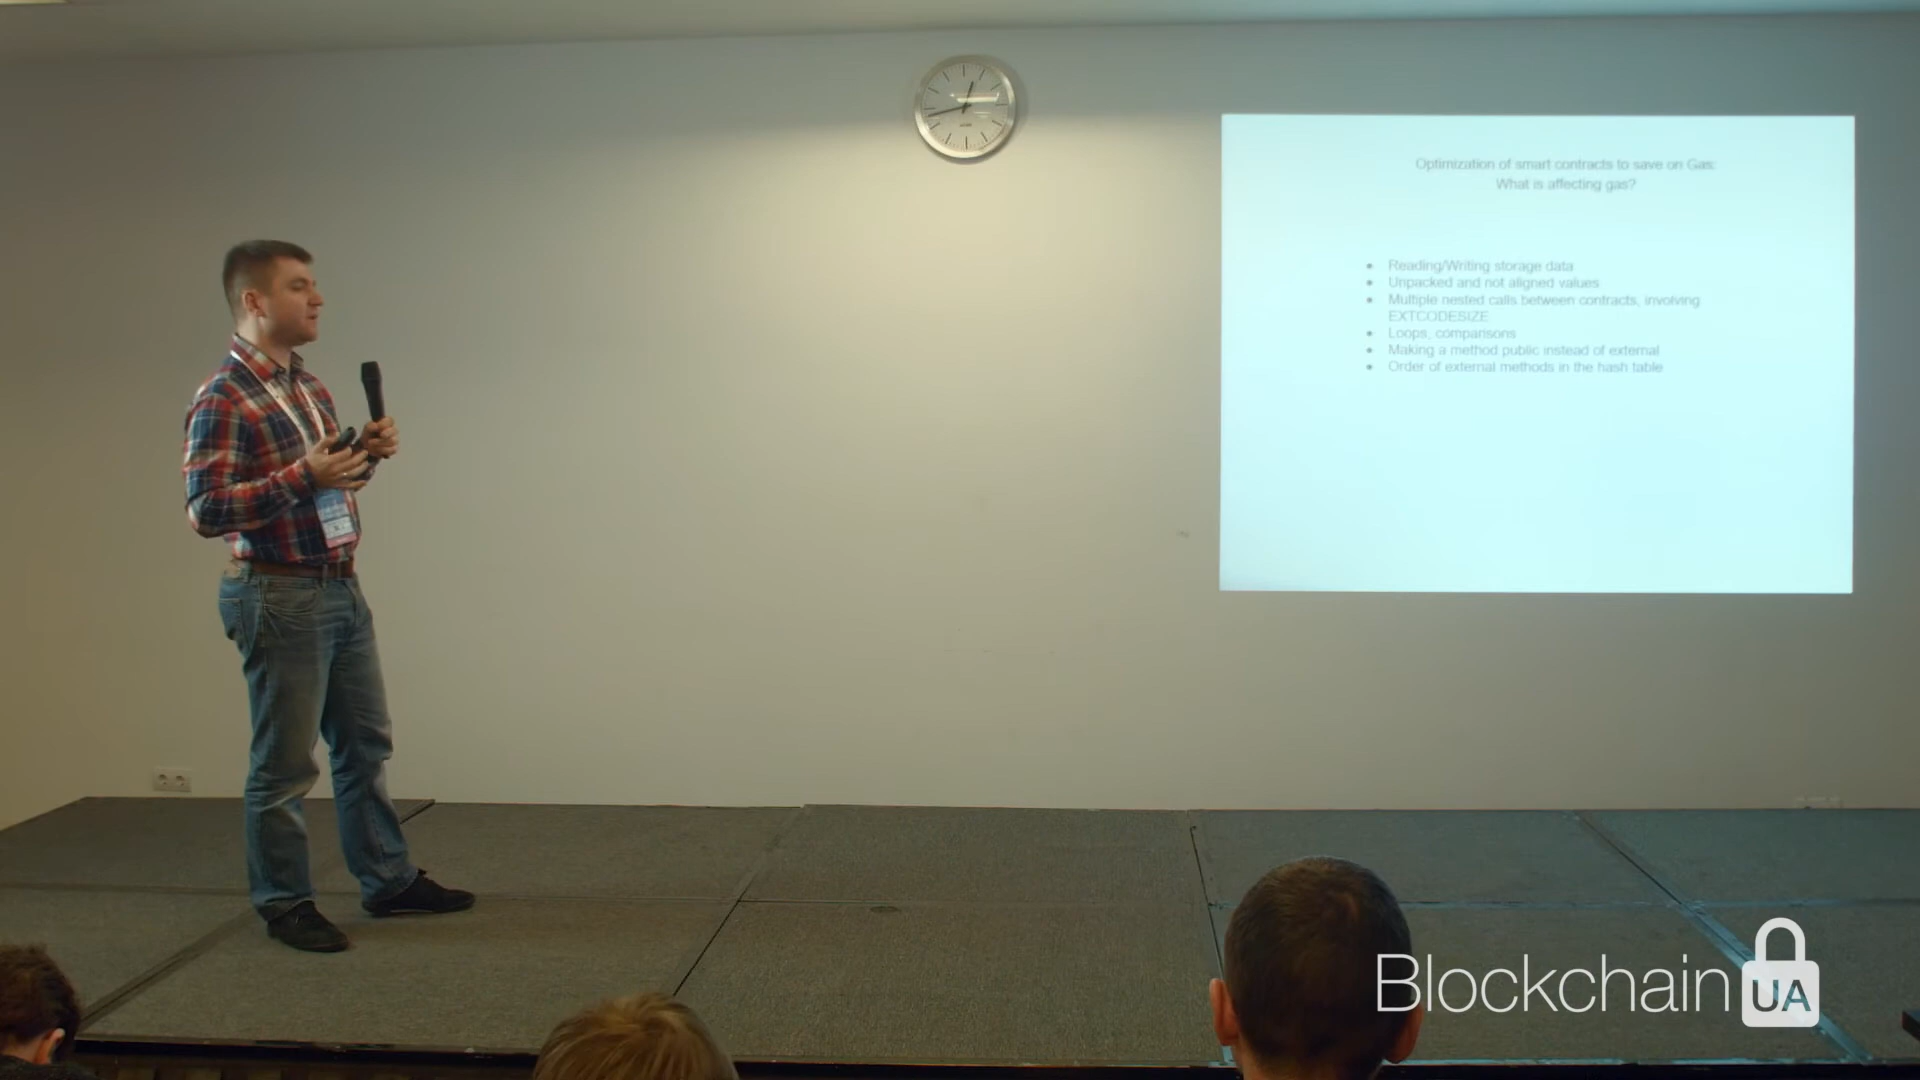 Optimization of smart contracts to save on Gas:
What is affecting gas?
Reading/Writing storage data
Unpacked and not aligned values
Multiple nested calls between contracts, involving
EXTCODESIZE
Loops, comparisons
Making a method public instead of external
Order of external methods in the hash table
Blockchain UA